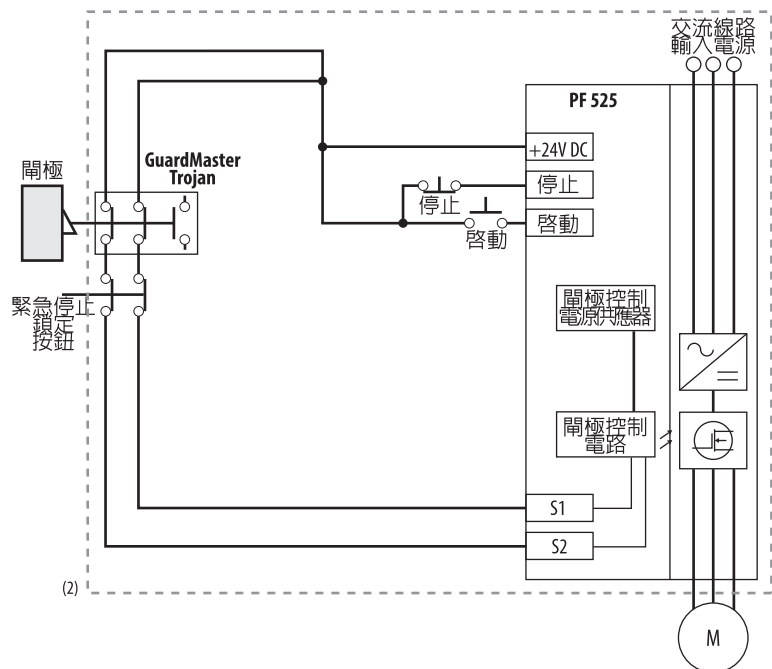 交流線路
輸入電源
PF 525
GuardMaster
Trojan
閘極
+24V DC
停止
停止
啓動
啓動
閘極控制
電源供應器
緊急停止
鎖定
按鈕
閘極控制
電路
S1
S2
(2)
M